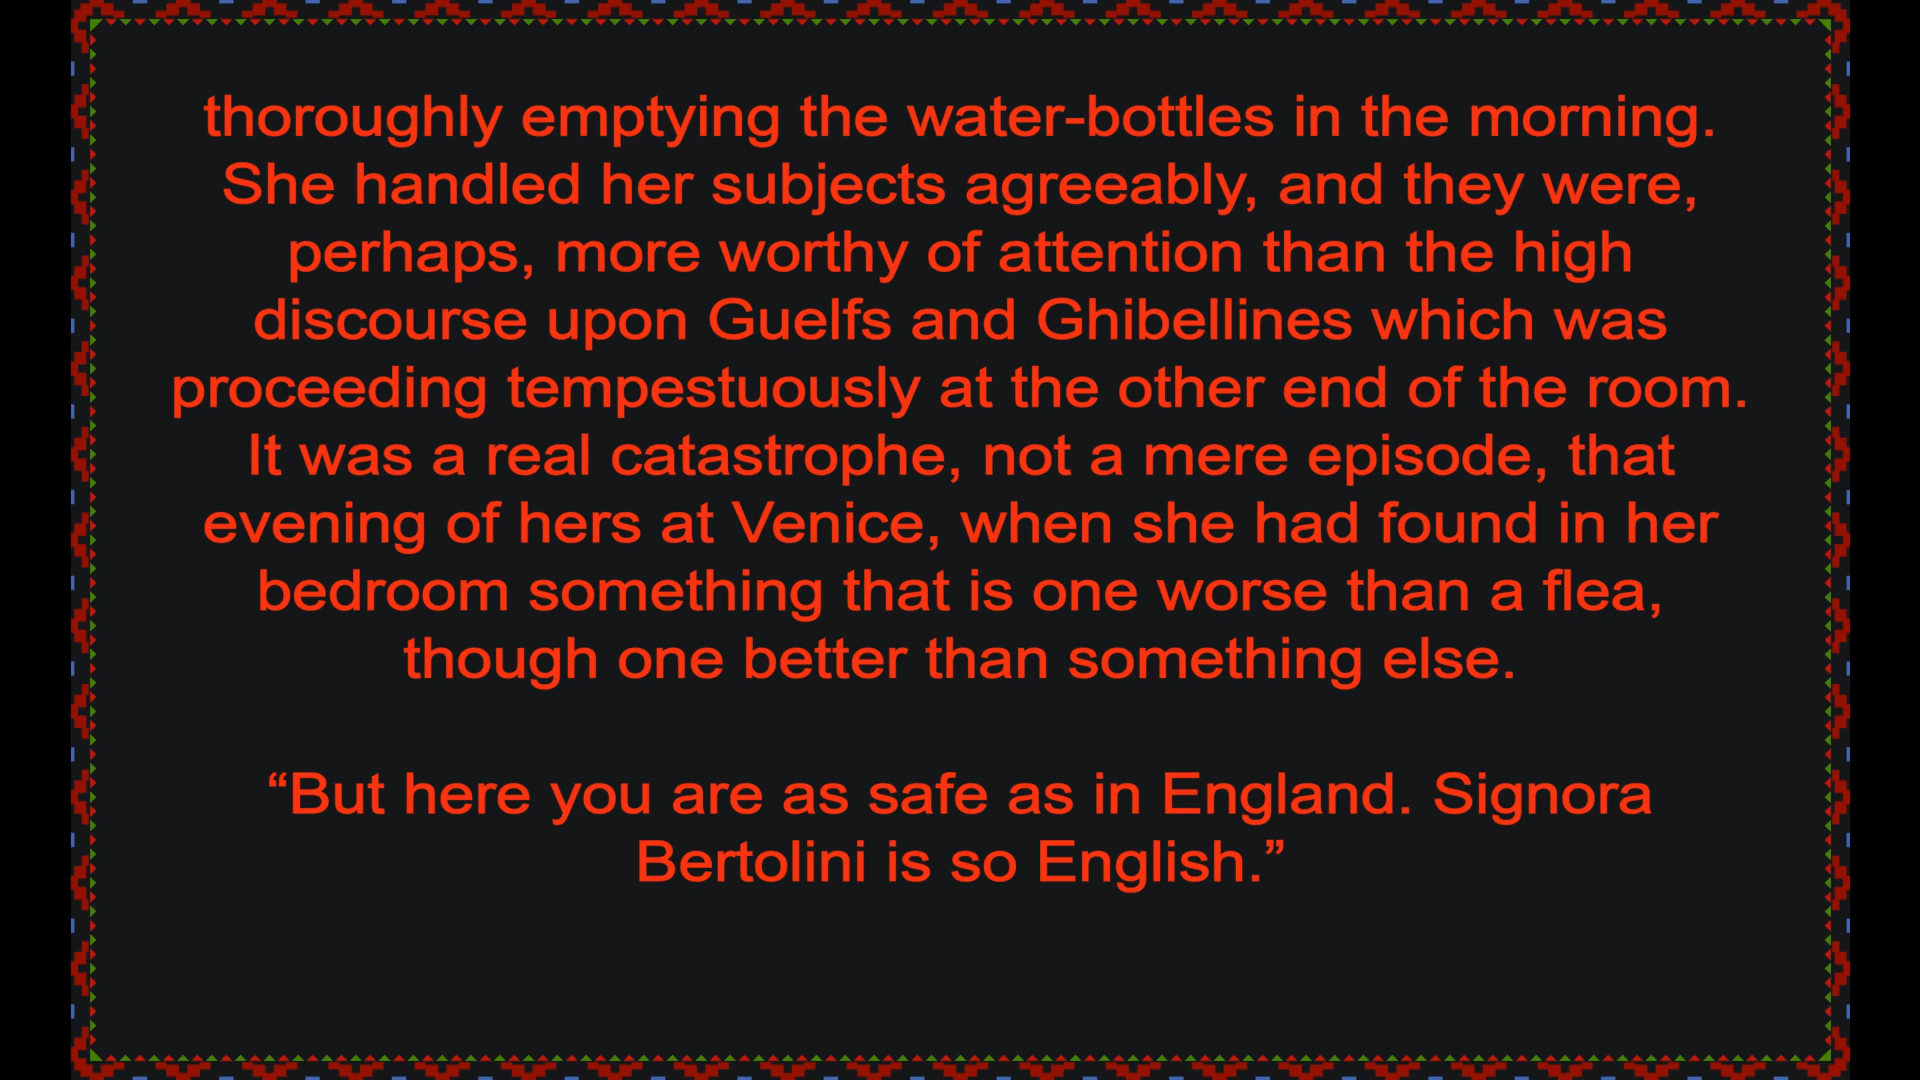 thoroughly emptying the water-bottles in the morning.
She handled her subjects agreeably, and they were,
perhaps, more worthy of attention than the high
discourse upon Guelfs and Ghibellines which was
proceeding tempestuously at the other end of the room.
It was a real catastrophe, not a mere episode, that
evening of hers at Venice, when she had found in her
bedroom something that is one worse than a flea,
though one better than something else.
“But here you are as safe as in England. Signora
Bertolini is so English.”